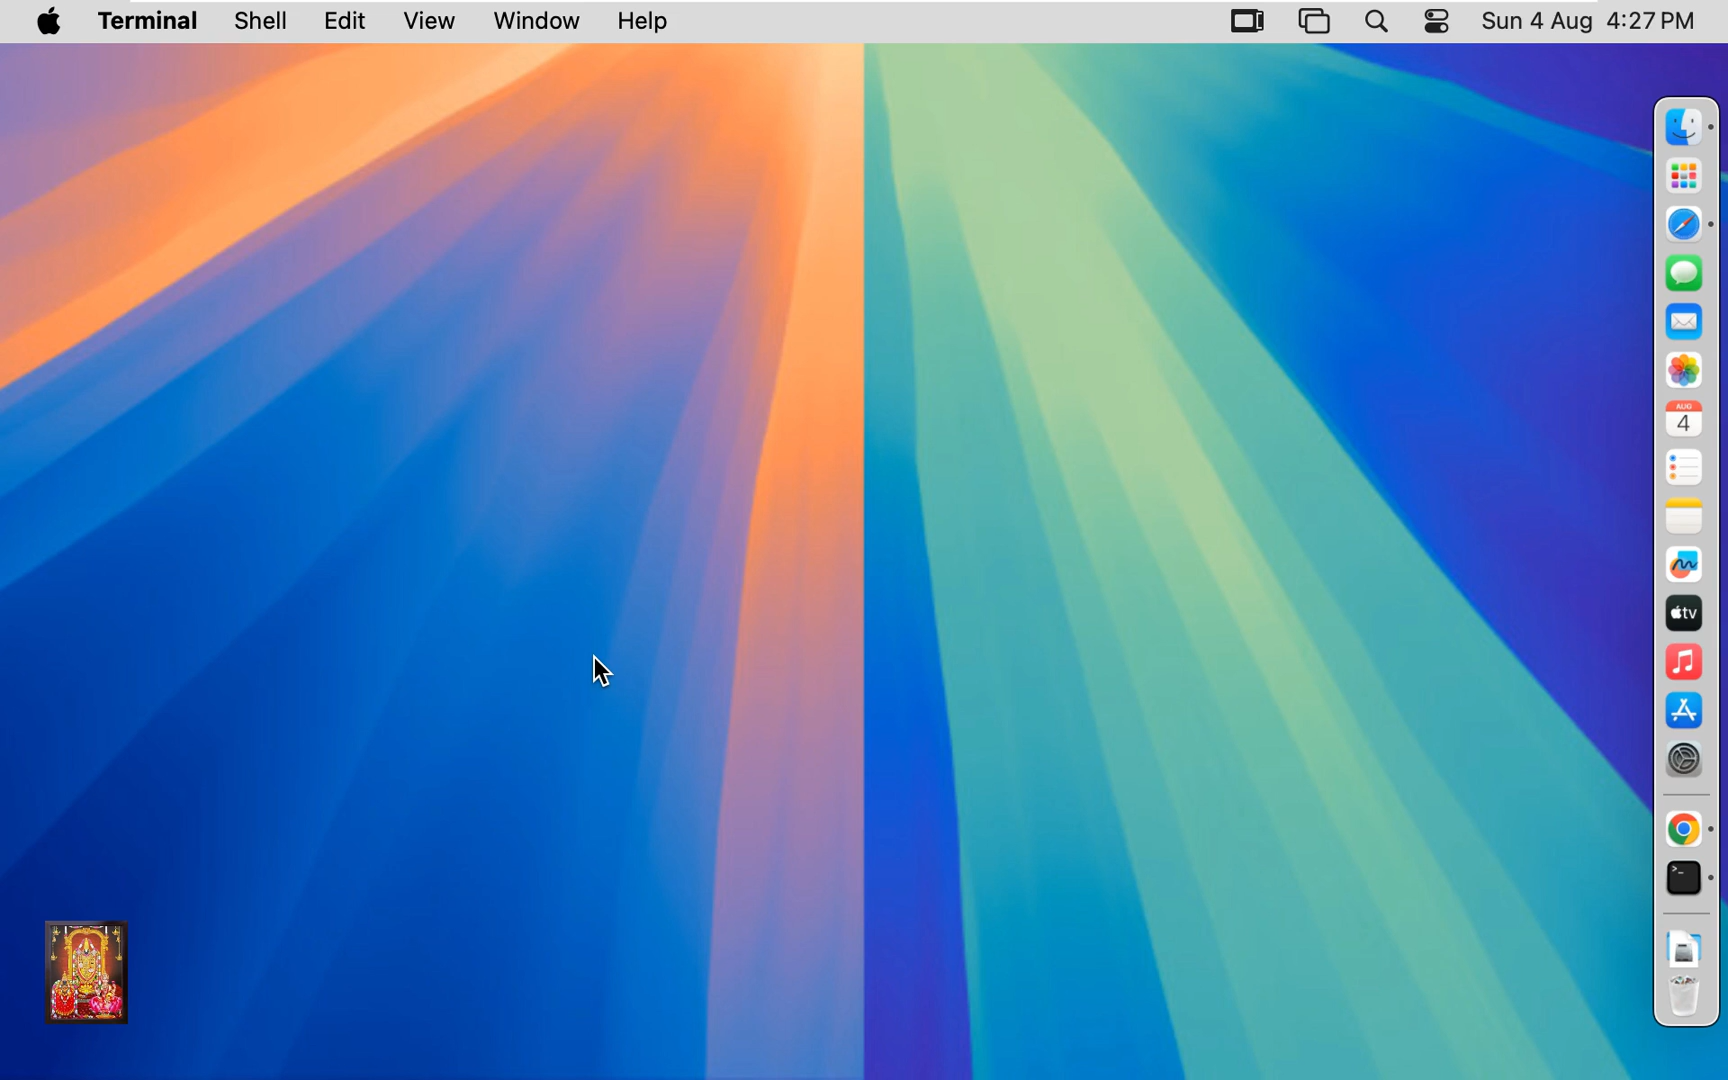 Terminal Shell Edit View Window Help Sun 4 Aug 4:27 PM
AUG
4
tv
>_